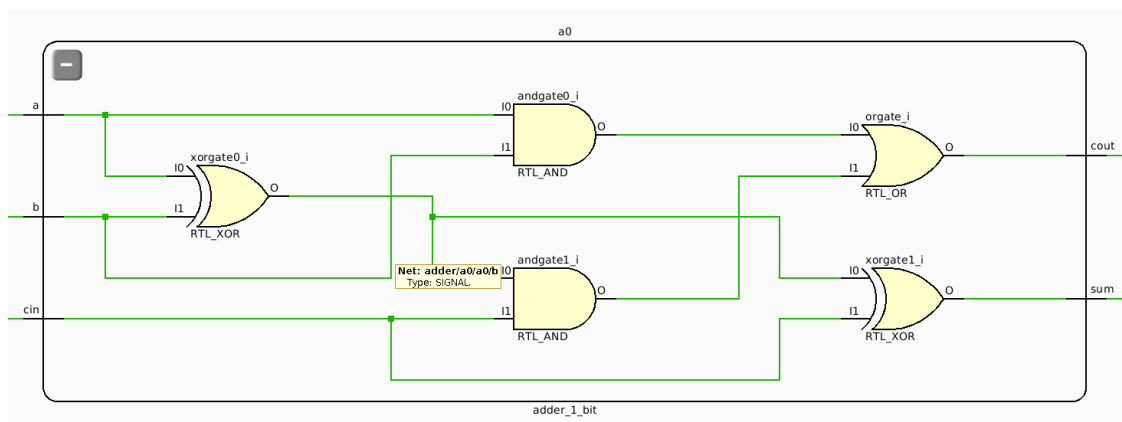 a0
−
a
andgate0_i
I0
O
I1
RTL_AND
orgate_i
I0
O
I1
RTL_OR
cout
xorgate0_i
I0
O
I1
RTL_XOR
b
Net: adder/a0/a0/b
Type: SIGNAL.
andgate1_i
I0
O
I1
RTL_AND
xorgate1_i
I0
O
I1
RTL_XOR
sum
cin
adder_1_bit